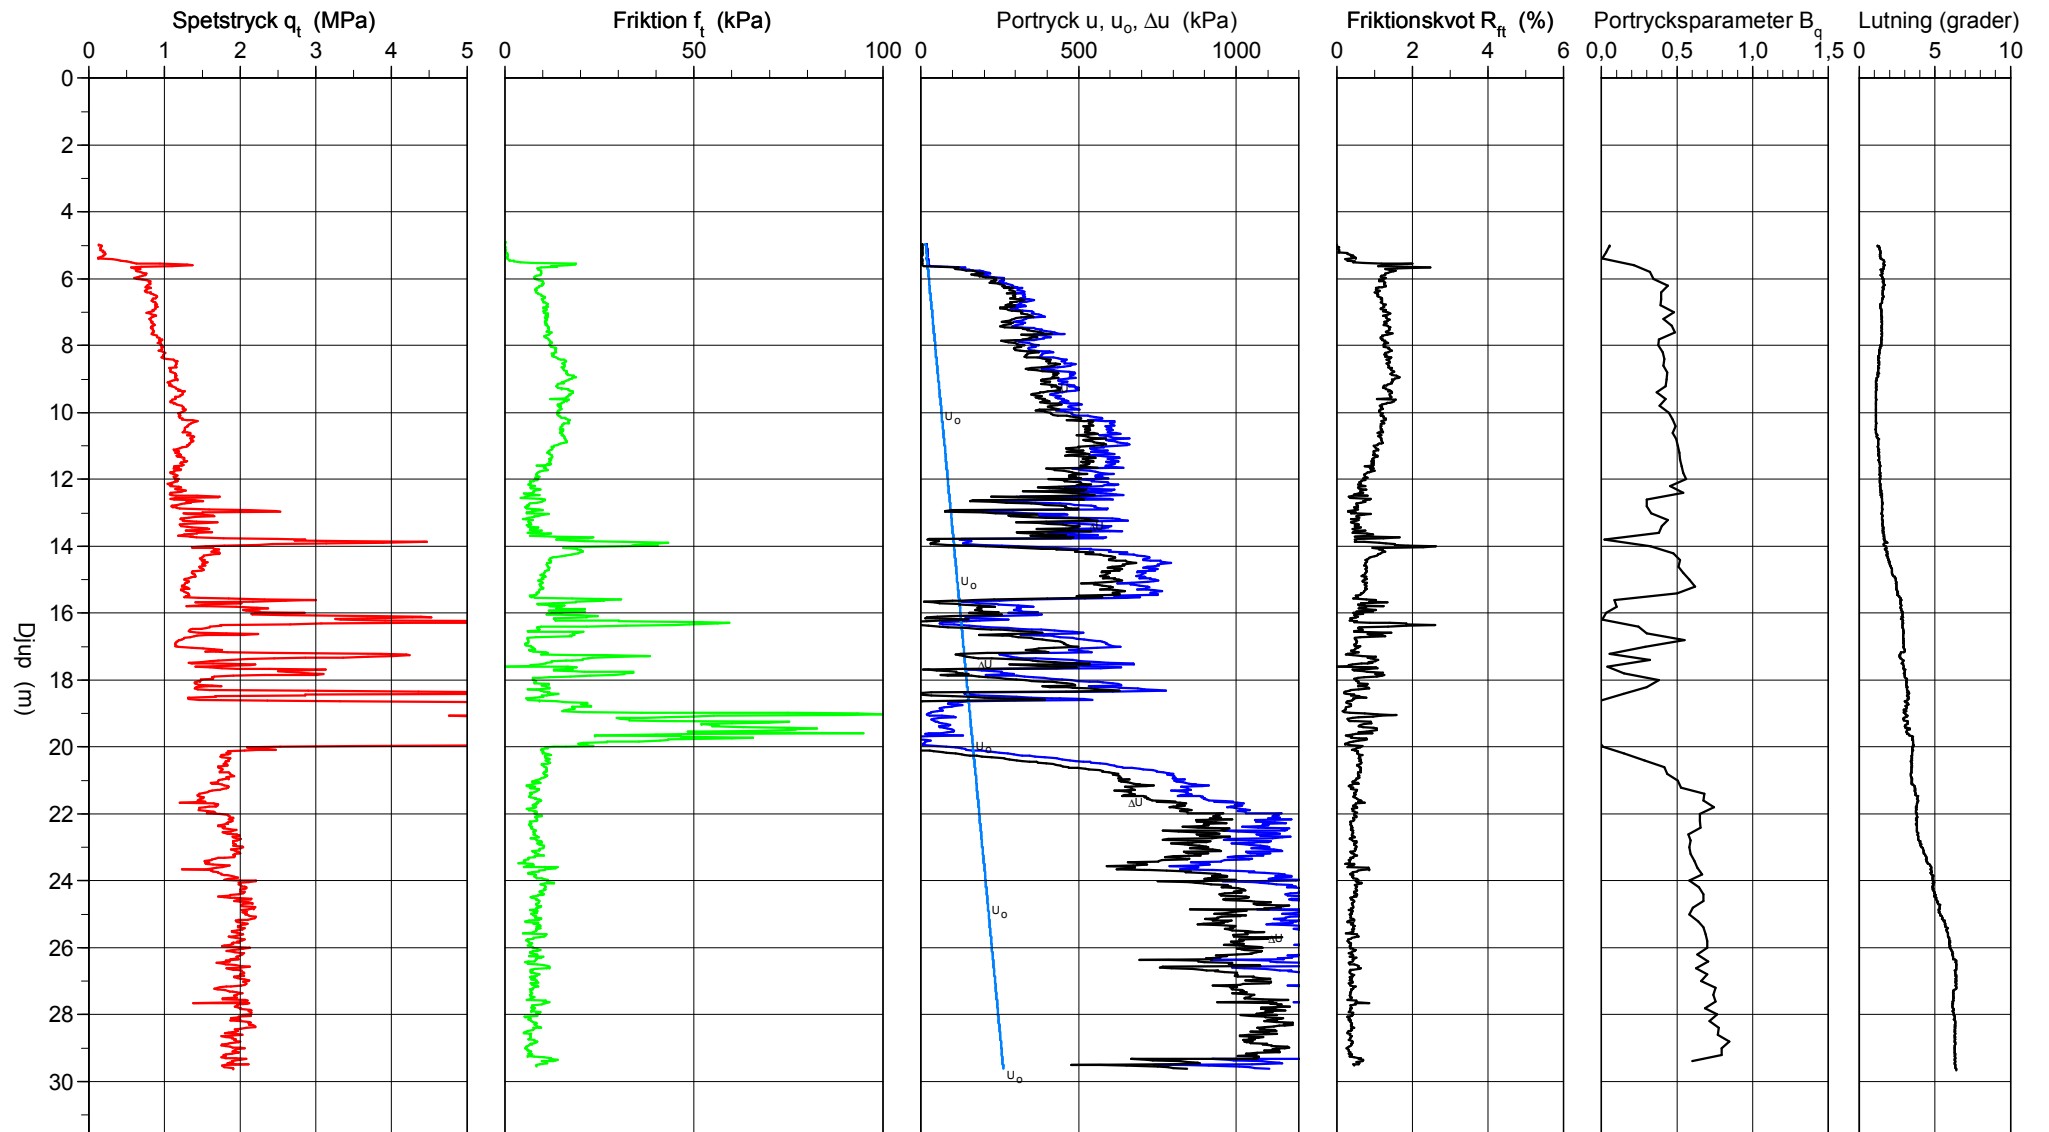 Spetstryck qt (MPa) Friktion ft (kPa) Portryck u, uo, Δu (kPa) Friktionskvot Rft (%) Portrycksparameter Bq Lutning (grader)
0 1 2 3 4 5 0 50 100 0 500 1000 0 2 4 6 0,0 0,5 1,0 1,5 0 5 10
0
2
4
6
8
10
12
14
16
18
20
22
24
26
28
30
Djup (m)
Uo
ΔU
Uo
ΔU
Uo
ΔU
Uo
ΔU
Uo